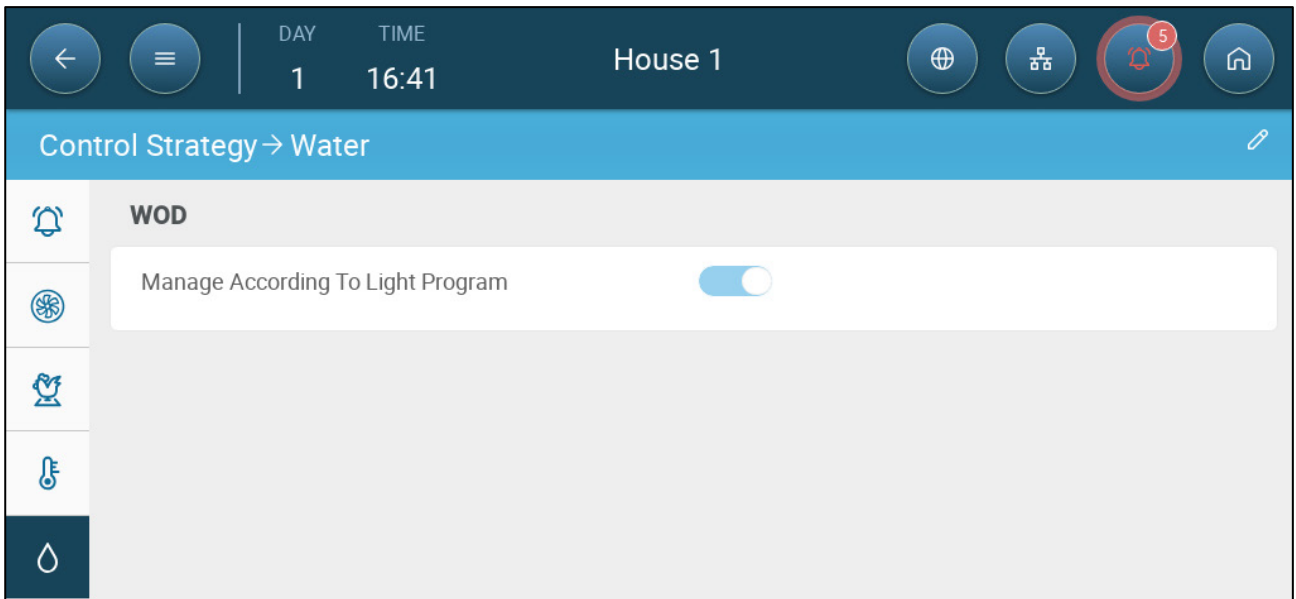 DAY TIME
1 16:41
House 1
5
Control Strategy → Water
WOD
Manage According To Light Program